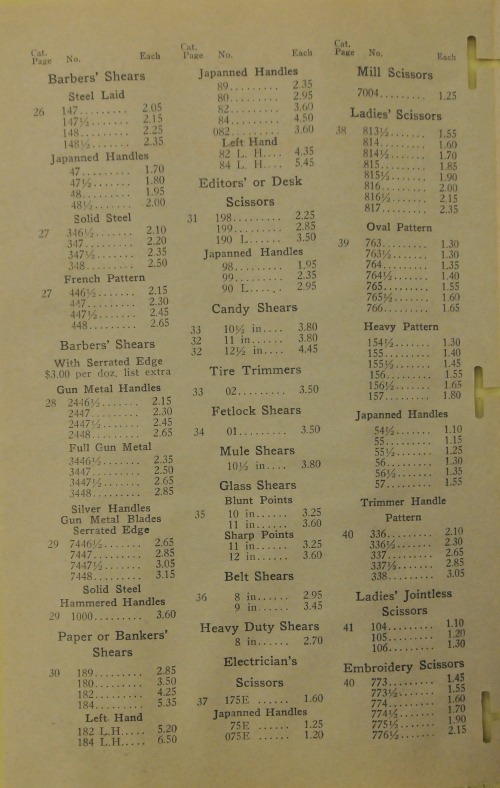 Cat. Page No. Each
Barbers' Shears
Steel Laid
26 147......... 2.05
147½....... 2.15
148......... 2.25
148½....... 2.35
Japanned Handles
47......... 1.70
47½....... 1.80
48......... 1.95
48½....... 2.00
Solid Steel
27 346½....... 2.10
347......... 2.20
347½....... 2.35
348......... 2.50
French Pattern
27 446½....... 2.15
447......... 2.30
447½....... 2.45
448......... 2.65
Barbers' Shears
With Serrated Edge
$3.00 per doz. list extra
Gun Metal Handles
28 2446½....... 2.15
2447........ 2.30
2447½....... 2.45
2448........ 2.65
Full Gun Metal
3446½....... 2.35
3447........ 2.50
3447½....... 2.65
3448........ 2.85
Silver Handles
Gun Metal Blades
Serrated Edge
29 7446½....... 2.65
7447........ 2.85
7447½....... 3.05
7448........ 3.15
Solid Steel
Hammered Handles
29 1000........ 3.60
Paper or Bankers'
Shears
30 189......... 2.85
180......... 3.50
182......... 4.25
184......... 5.35
Left Hand
182 L.H..... 5.20
184 L.H..... 6.50
Cat. Page No. Each
Japanned Handles
89......... 2.35
80......... 2.95
82......... 3.60
84......... 4.50
082......... 3.60
Left Hand
82 L. H.... 4.35
84 L. H.... 5.45
Editors' or Desk
Scissors
31 198......... 2.25
199......... 2.85
190 L...... 3.50
Japanned Handles
98......... 1.95
99......... 2.35
90 L...... 2.95
Candy Shears
33 10½ in.... 3.80
32 11 in.... 3.80
32 12½ in.... 4.45
Tire Trimmers
33 02......... 3.50
Fetlock Shears
34 01......... 3.50
Mule Shears
10½ in.... 3.80
Glass Shears
Blunt Points
35 10 in...... 3.25
11 in...... 3.60
Sharp Points
11 in...... 3.25
12 in...... 3.60
Belt Shears
36 8 in...... 2.95
9 in...... 3.45
Heavy Duty Shears
8 in...... 2.70
Electrician's
Scissors
37 175E ...... 1.60
Japanned Handles
75E ...... 1.25
075E ...... 1.20
Cat. Page No. Each
Mill Scissors
7004........ 1.25
Ladies' Scissors
38 813½....... 1.55
814......... 1.60
814½....... 1.70
815......... 1.85
815½....... 1.90
816......... 2.00
816½....... 2.15
817......... 2.35
Oval Pattern
39 763......... 1.30
763½....... 1.30
764......... 1.35
764½....... 1.40
765......... 1.55
765½....... 1.60
766......... 1.65
Heavy Pattern
154½....... 1.30
155......... 1.40
155½....... 1.45
156......... 1.55
156½....... 1.65
157......... 1.80
Japanned Handles
54½....... 1.10
55......... 1.15
55½....... 1.25
56......... 1.30
56½....... 1.35
57......... 1.55
Trimmer Handle
Pattern
40 336......... 2.10
336½....... 2.30
337......... 2.65
337½....... 2.85
338......... 3.05
Ladies' Jointless
Scissors
41 104......... 1.10
105......... 1.20
106......... 1.30
Embroidery Scissors
40 773......... 1.45
773½....... 1.55
774......... 1.60
774½....... 1.70
775½....... 1.90
776½....... 2.15